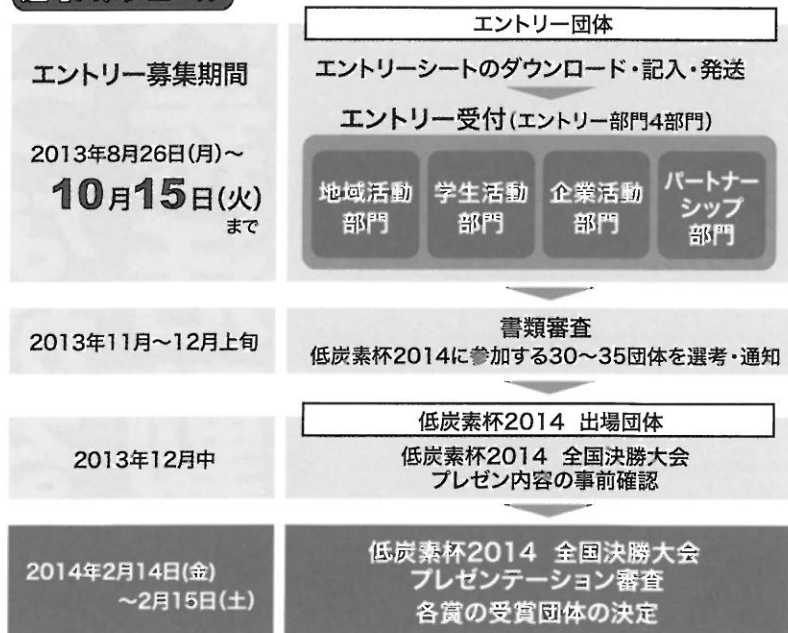 エントリー団体
エントリー募集期間
エントリーシートのダウンロード・記入・発送
エントリー受付(エントリー部門4部門)
2013年8月26日(月)～
10月15日(火)
まで
地域活動
部門
学生活動
部門
企業活動
部門
パートナー
シップ
部門
2013年11月～12月上旬
書類審査
低炭素杯2014に参加する30～35団体を選考・通知
低炭素杯2014 出場団体
2013年12月中
低炭素杯2014 全国決勝大会
プレゼン内容の事前確認
2014年2月14日(金)
～2月15日(土)
低炭素杯2014 全国決勝大会
プレゼンテーション審査
各賞の受賞団体の決定